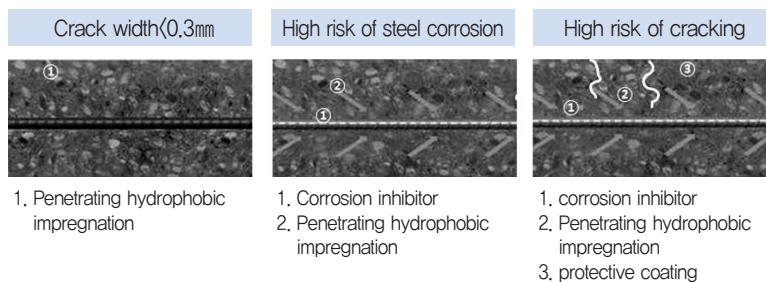 Crack width<0.3㎜
①
1. Penetrating hydrophobic
impregnation
High risk of steel corrosion
②
①
1. Corrosion inhibitor
2. Penetrating hydrophobic
impregnation
High risk of cracking
③
②
①
1. corrosion inhibitor
2. Penetrating hydrophobic
impregnation
3. protective coating